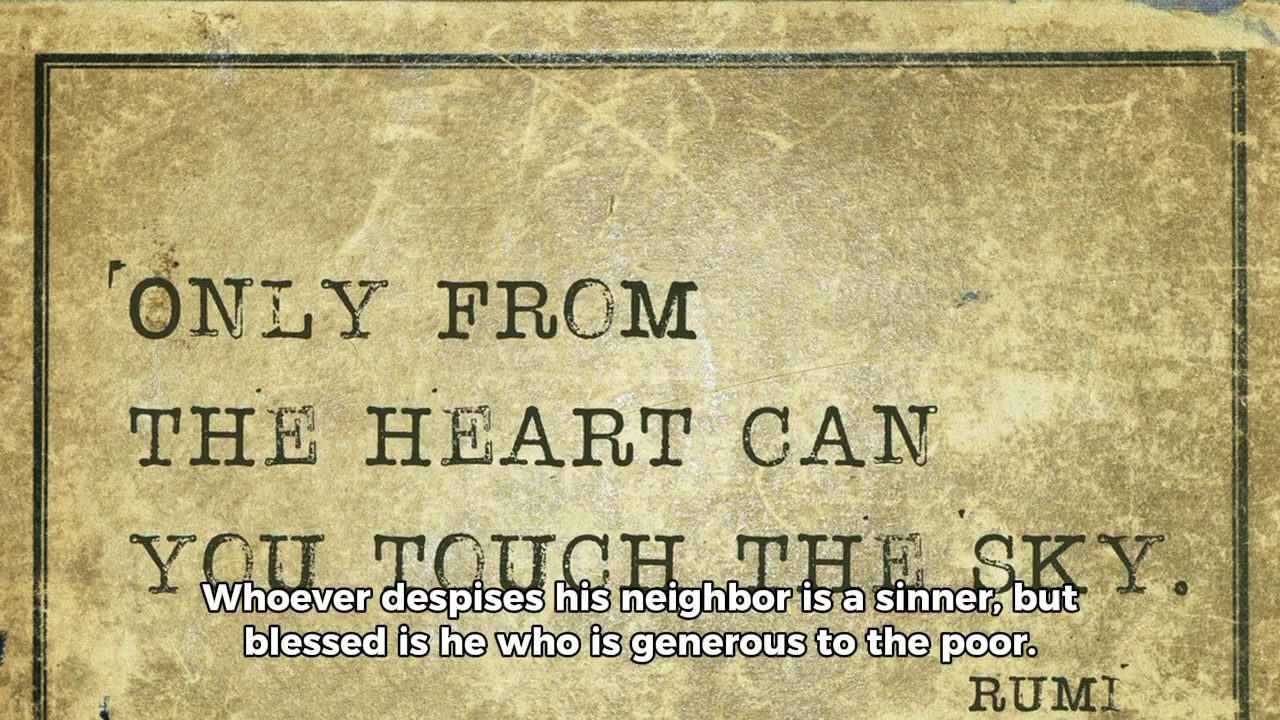 ONLY FROM
THE HEART CAN
YOU TOUCH THE SKY.
Whoever despises his neighbor is a sinner, but
blessed is he who is generous to the poor.
RUMI